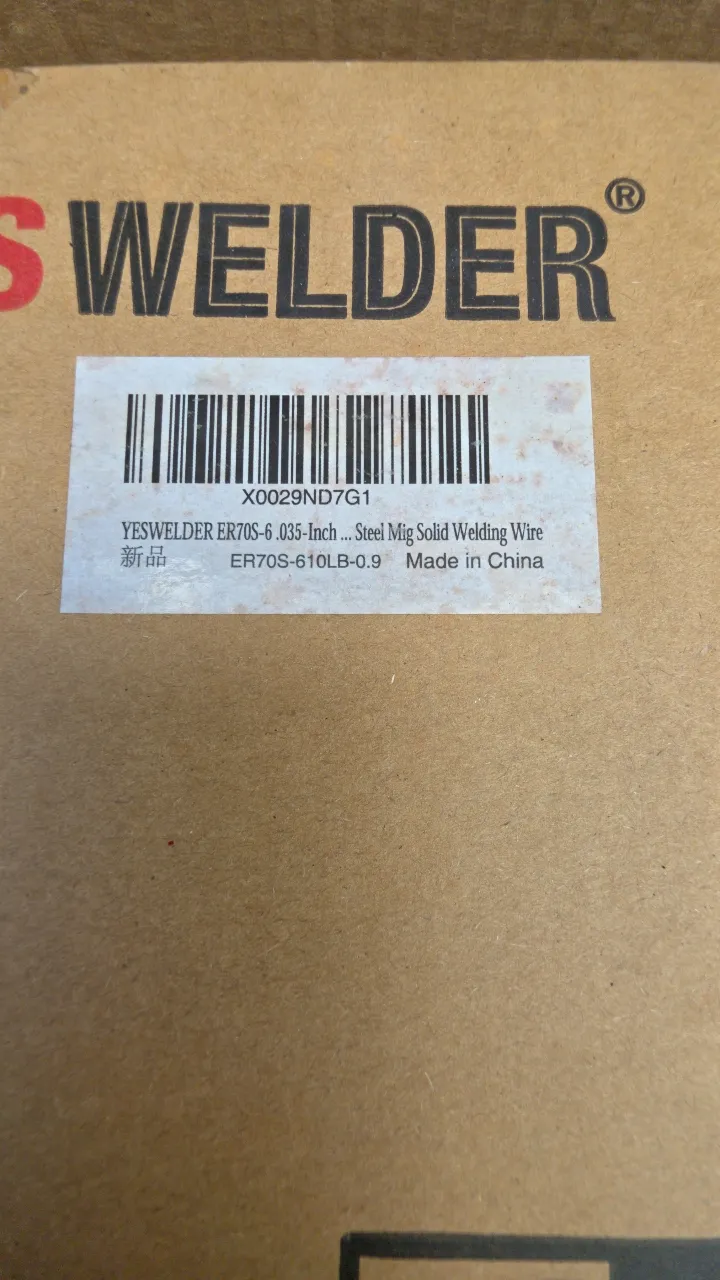 S WELDER®
X0029ND7G1
YESWELDER ER70S-6 .035-Inch ... Steel Mig Solid Welding Wire
新品 ER70S-610LB-0.9 Made in China